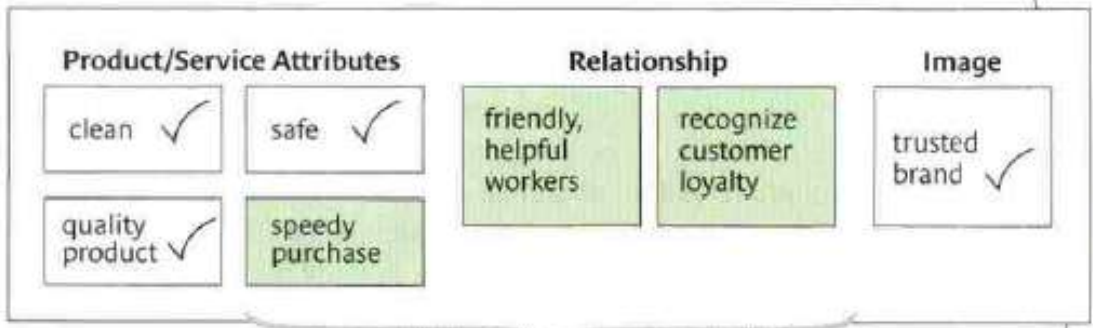 Product/Service Attributes
clean
safe
quality
product
speedy
purchase
Relationship
friendly,
helpful
workers
recognize
customer
loyalty
Image
trusted
brand